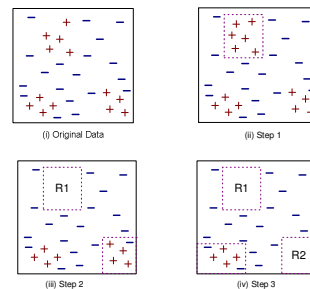 (i) Original Data
(ii) Step 1
R1
(iii) Step 2
R1
R2
(iv) Step 3